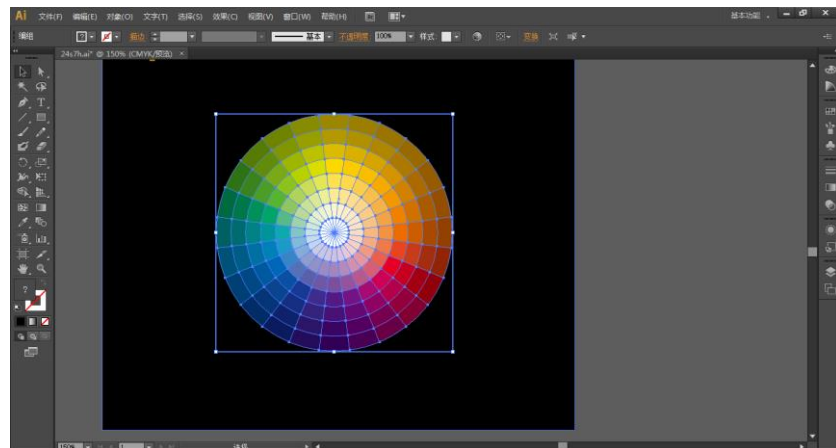 Ai 文件(F) 编辑(E) 对象(O) 文字(T) 选择(S) 效果(C) 视图(V) 窗口(W) 帮助(H) 基本功能
编组 描边 基本 不透明度 100% 样式 变换
(CMYK/预览) ×
150% 1 选择